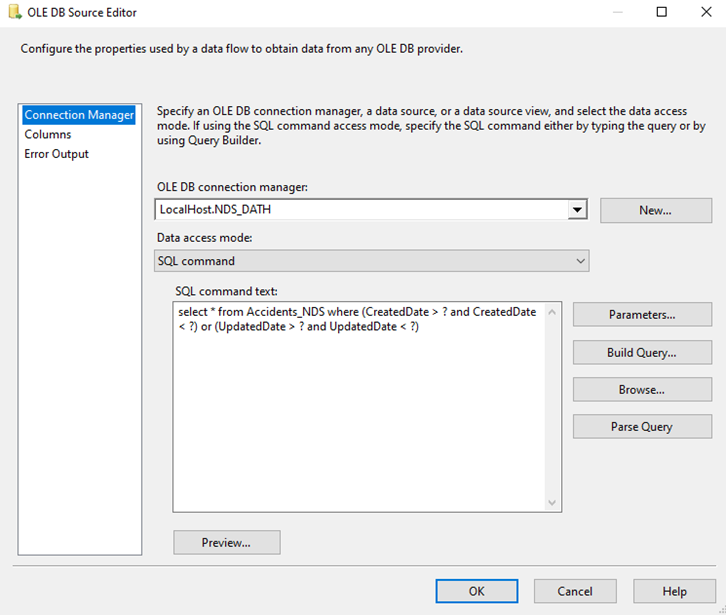 OLE DB Source Editor
Configure the properties used by a data flow to obtain data from any OLE DB provider.
Connection Manager
Columns
Error Output
Specify an OLE DB connection manager, a data source, or a data source view, and select the data access
mode. If using the SQL command access mode, specify the SQL command either by typing the query or by
using Query Builder.
OLE DB connection manager:
LocalHost.NDS_DATH
New...
Data access mode:
SQL command
SQL command text:
select * from Accidents_NDS where (CreatedDate > ? and CreatedDate
< ?) or (UpdatedDate > ? and UpdatedDate < ?)
Parameters...
Build Query...
Browse...
Parse Query
Preview...
OK
Cancel
Help